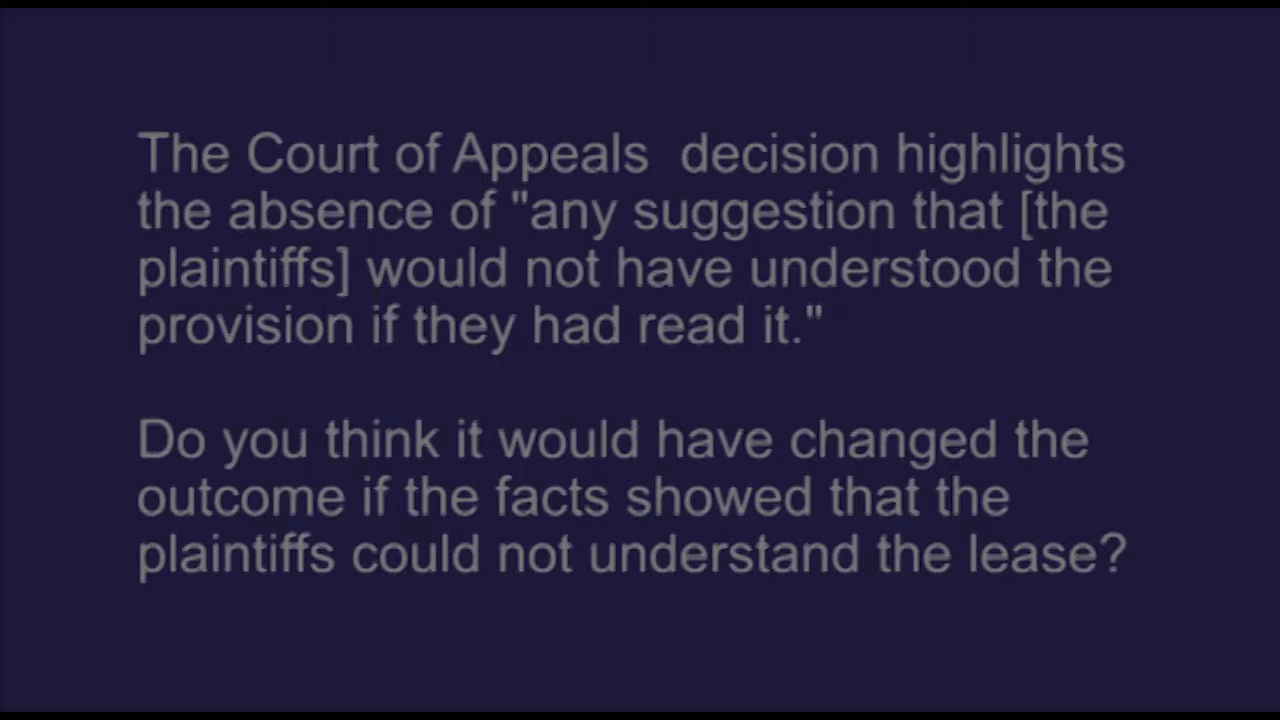 The Court of Appeals  decision highlights
the absence of "any suggestion that [the
plaintiffs] would not have understood the
provision if they had read it."
Do you think it would have changed the
outcome if the facts showed that the
plaintiffs could not understand the lease?